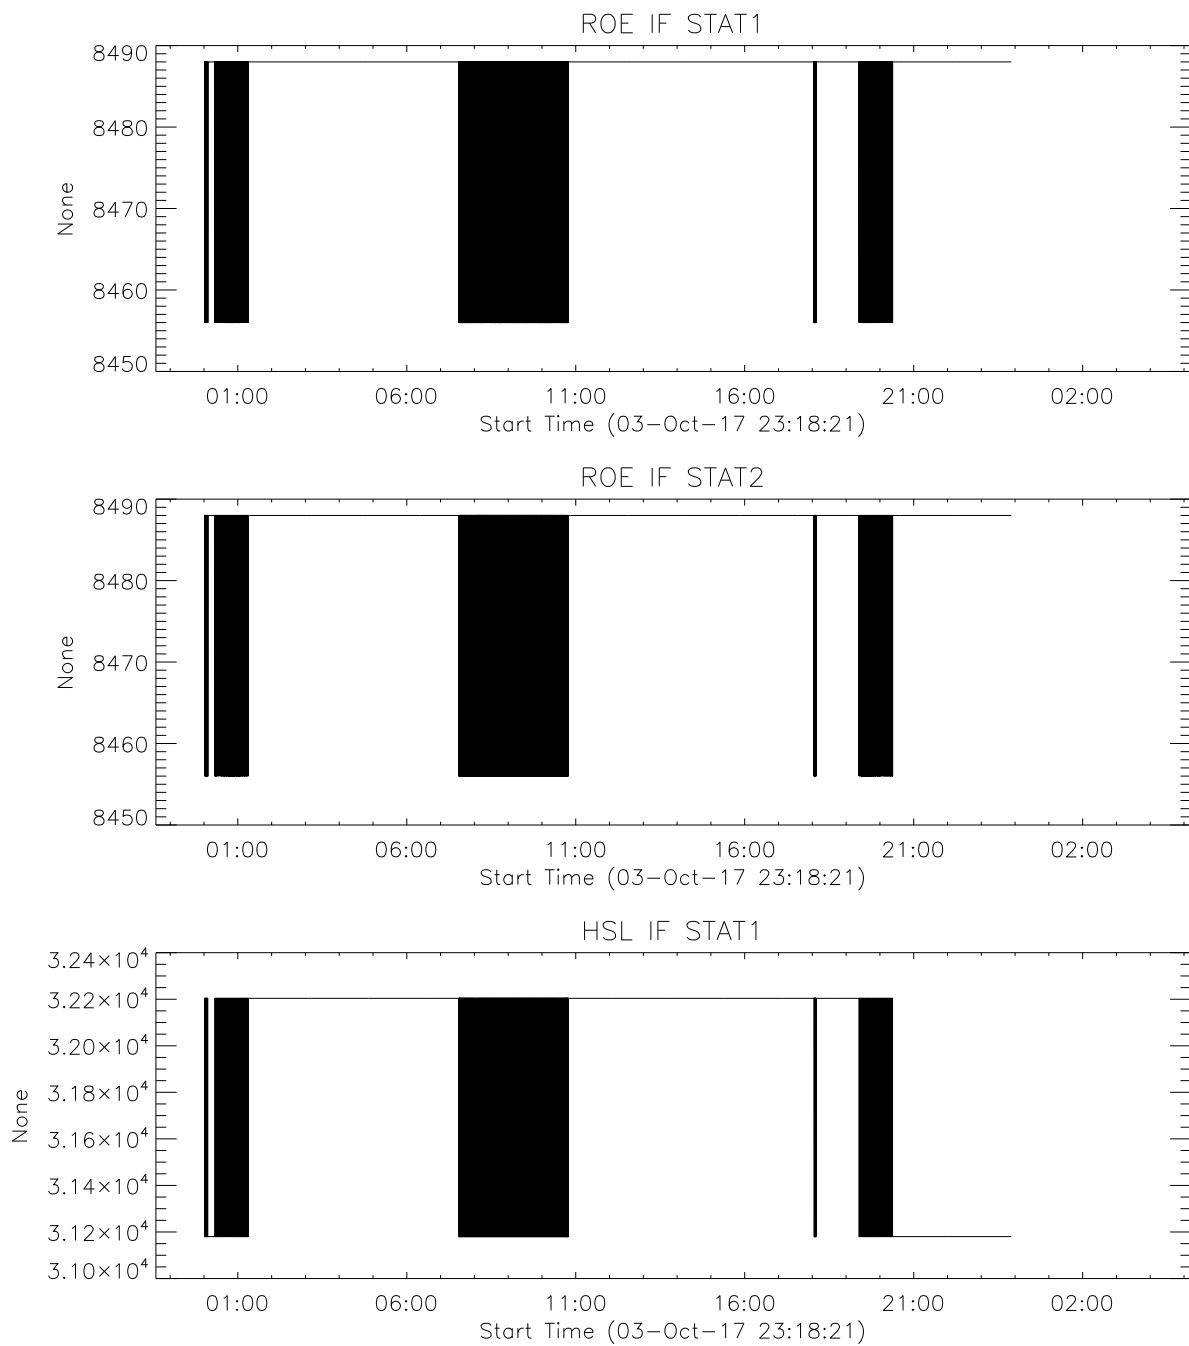 ROE IF STAT1
8490
8480
8470
8460
8450
None
01:00 06:00 11:00 16:00 21:00 02:00
Start Time (03-Oct-17 23:18:21)
ROE IF STAT2
8490
8480
8470
8460
8450
None
01:00 06:00 11:00 16:00 21:00 02:00
Start Time (03-Oct-17 23:18:21)
HSL IF STAT1
3.24×10⁴
3.22×10⁴
3.20×10⁴
3.18×10⁴
3.16×10⁴
3.14×10⁴
3.12×10⁴
3.10×10⁴
None
01:00 06:00 11:00 16:00 21:00 02:00
Start Time (03-Oct-17 23:18:21)